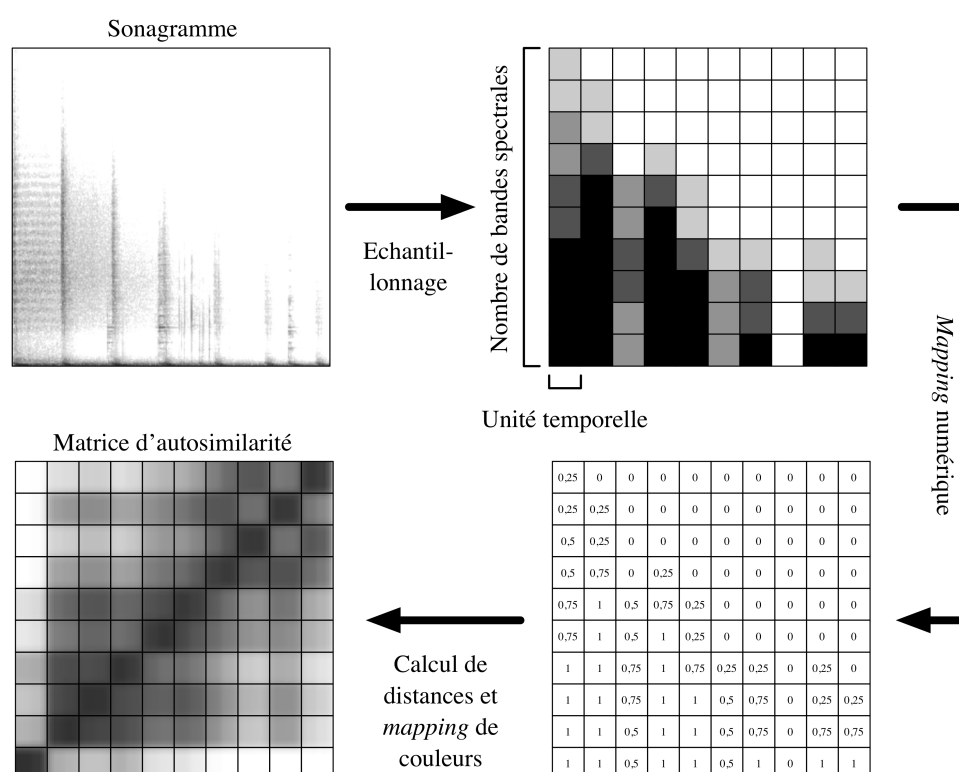 Sonagramme
Nombre de bandes spectrales
Echantil-
lonnage
Unité temporelle
Mapping numérique
Matrice d'autosimilarité
0,25 0 0 0 0 0 0 0 0 0
0,25 0,25 0 0 0 0 0 0 0 0
0,5 0,25 0 0 0 0 0 0 0 0
0,5 0,75 0 0,25 0 0 0 0 0 0
0,75 1 0,5 0,75 0,25 0 0 0 0 0
0,75 1 0,5 1 0,25 0 0 0 0 0
1 1 0,75 1 0,75 0,25 0,25 0 0,25 0
1 1 0,75 1 1 0,5 0,75 0 0,25 0,25
1 1 0,5 1 1 0,5 0,75 0 0,75 0,75
1 1 0,5 1 1 0,5 1 0 1 1
Calcul de
distances et
mapping de
couleurs